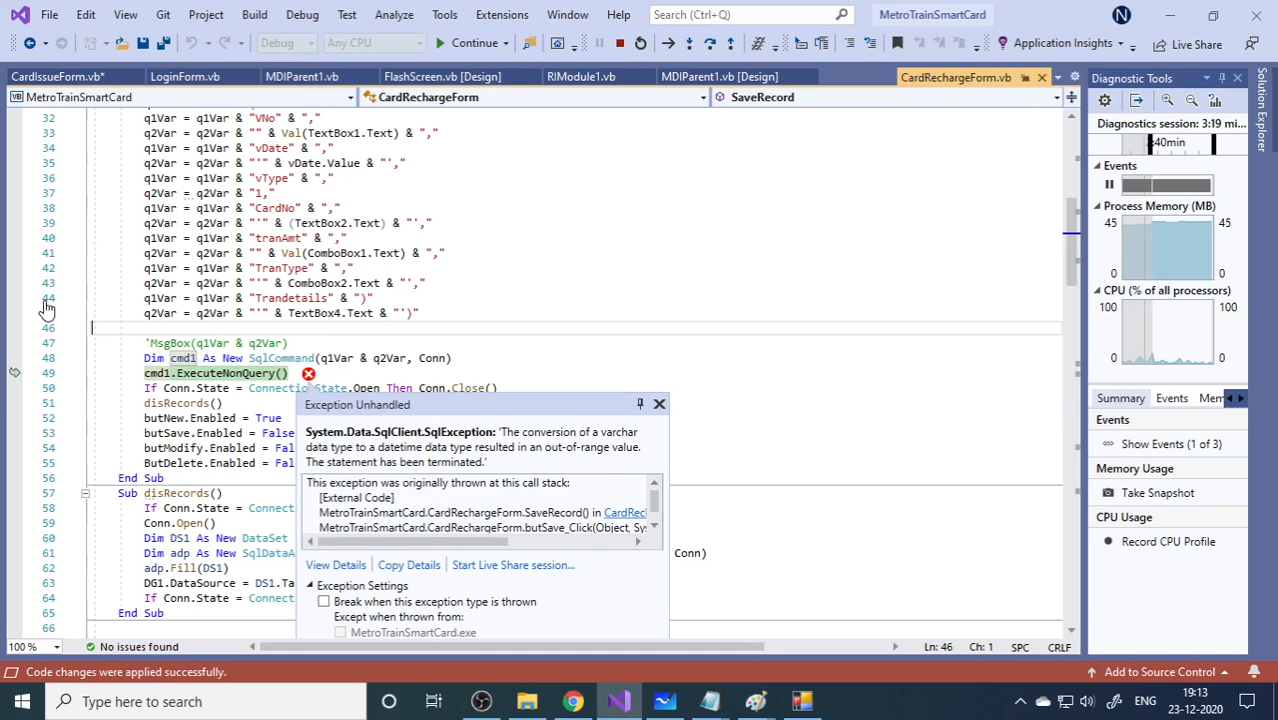 File Edit View Git Project Build Debug Test Analyze Tools Extensions Window Help Search (Ctrl+Q) MetroTrainSmartCard N
Debug Any CPU Continue Application Insights Live Share
CardIssueForm.vb* LoginForm.vb MDIParent1.vb FlashScreen.vb [Design] RIModule1.vb MDIParent1.vb [Design] CardRechargeForm.vb
MetroTrainSmartCard CardRechargeForm SaveRecord
32 q1Var = q1Var & "VNo" & ","
33 q2Var = q2Var & "" & Val(TextBox1.Text) & ","
34 q1Var = q1Var & "vDate" & ","
35 q2Var = q2Var & "'" & vDate.Value & "',"
36 q1Var = q1Var & "vType" & ","
37 q2Var = q2Var & "1,"
38 q1Var = q1Var & "CardNo" & ","
39 q2Var = q2Var & "'" & (TextBox2.Text) & "',"
40 q1Var = q1Var & "tranAmt" & ","
41 q2Var = q2Var & "" & Val(ComboBox1.Text) & ","
42 q1Var = q1Var & "TranType" & ","
43 q2Var = q2Var & "'" & ComboBox2.Text & "',"
44 q1Var = q1Var & "Trandetails" & ")"
q2Var = q2Var & "'" & TextBox4.Text & "')"
46
47 'MsgBox(q1Var & q2Var)
48 Dim cmd1 As New SqlCommand(q1Var & q2Var, Conn)
49 cmd1.ExecuteNonQuery()
50 If Conn.State = ConnectionState.Open Then Conn.Close()
51 disRecords()
52 butNew.Enabled = True
53 butSave.Enabled = False
54 butModify.Enabled = Fal
55 ButDelete.Enabled = Fal
56 End Sub
57 Sub disRecords()
58 If Conn.State = Connect
59 Conn.Open()
60 Dim DS1 As New DataSet
61 Dim adp As New SqlDataA Conn)
62 adp.Fill(DS1)
63 DG1.DataSource = DS1.Ta
64 If Conn.State = Connect
65 End Sub
66
Exception Unhandled
System.Data.SqlClient.SqlException: 'The conversion of a varchar
data type to a datetime data type resulted in an out-of-range value.
The statement has been terminated.'
This exception was originally thrown at this call stack:
[External Code]
MetroTrainSmartCard.CardRechargeForm.SaveRecord() in CardRec
MetroTrainSmartCard.CardRechargeForm.butSave_Click(Object, Sy
View Details | Copy Details | Start Live Share session...
Exception Settings
Break when this exception type is thrown
Except when thrown from:
MetroTrainSmartCard.exe
Diagnostic Tools
Diagnostics session: 3:19 mi...
:40min
Events
Process Memory (MB)
45 45
0 0
CPU (% of all processors)
100 100
0 0
Summary Events Mem
Events
Show Events (1 of 3)
Memory Usage
Take Snapshot
CPU Usage
Record CPU Profile
Solution Explorer
100 % No issues found Ln: 46 Ch: 1 SPC CRLF
Code changes were applied successfully. Add to Source Control
Type here to search ENG 19:13
23-12-2020